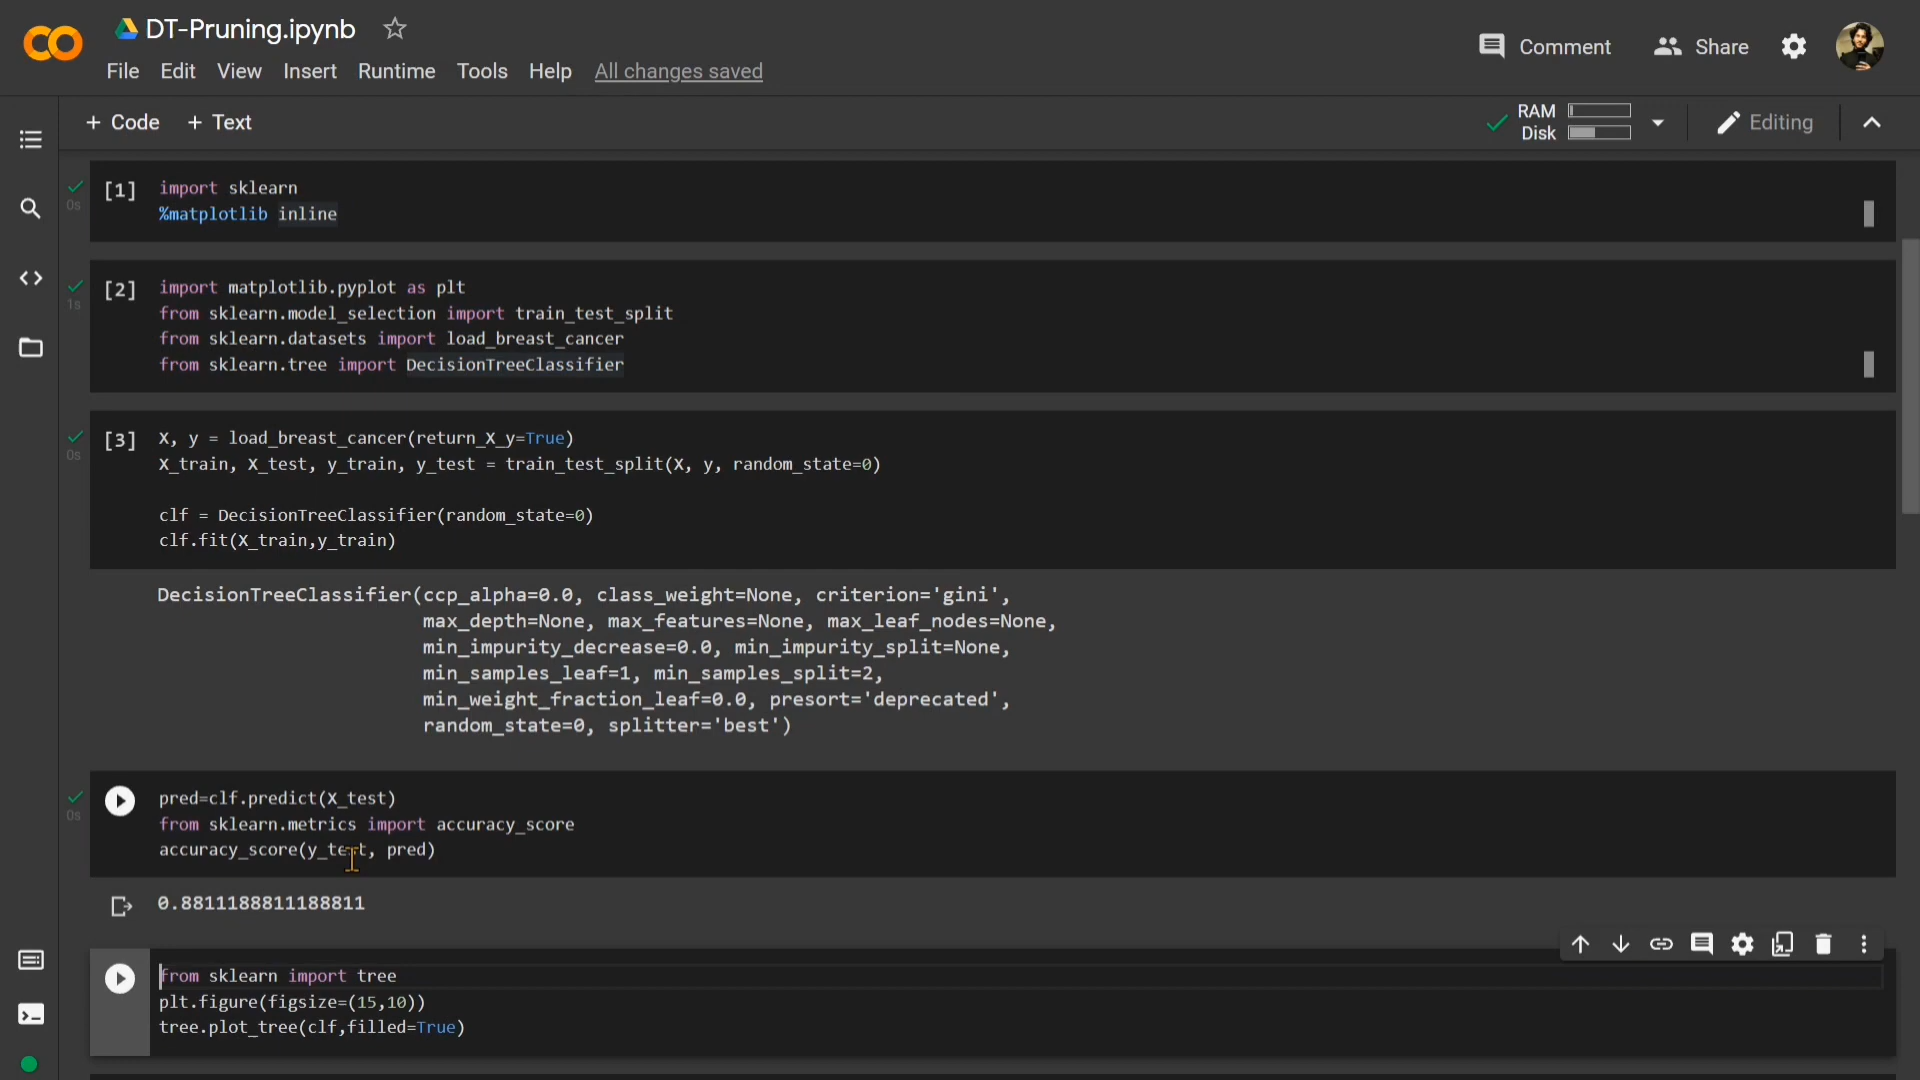 DT-Pruning.ipynb
Comment
Share
File Edit View Insert Runtime Tools Help All changes saved
+ Code + Text
RAM
Disk
Editing
[1]
0s
import sklearn
%matplotlib inline
[2]
1s
import matplotlib.pyplot as plt
from sklearn.model_selection import train_test_split
from sklearn.datasets import load_breast_cancer
from sklearn.tree import DecisionTreeClassifier
[3]
0s
X, y = load_breast_cancer(return_X_y=True)
X_train, X_test, y_train, y_test = train_test_split(X, y, random_state=0)
clf = DecisionTreeClassifier(random_state=0)
clf.fit(X_train,y_train)
DecisionTreeClassifier(ccp_alpha=0.0, class_weight=None, criterion='gini',
max_depth=None, max_features=None, max_leaf_nodes=None,
min_impurity_decrease=0.0, min_impurity_split=None,
min_samples_leaf=1, min_samples_split=2,
min_weight_fraction_leaf=0.0, presort='deprecated',
random_state=0, splitter='best')
0s
pred=clf.predict(X_test)
from sklearn.metrics import accuracy_score
accuracy_score(y_test, pred)
0.8811188811188811
from sklearn import tree
plt.figure(figsize=(15,10))
tree.plot_tree(clf,filled=True)